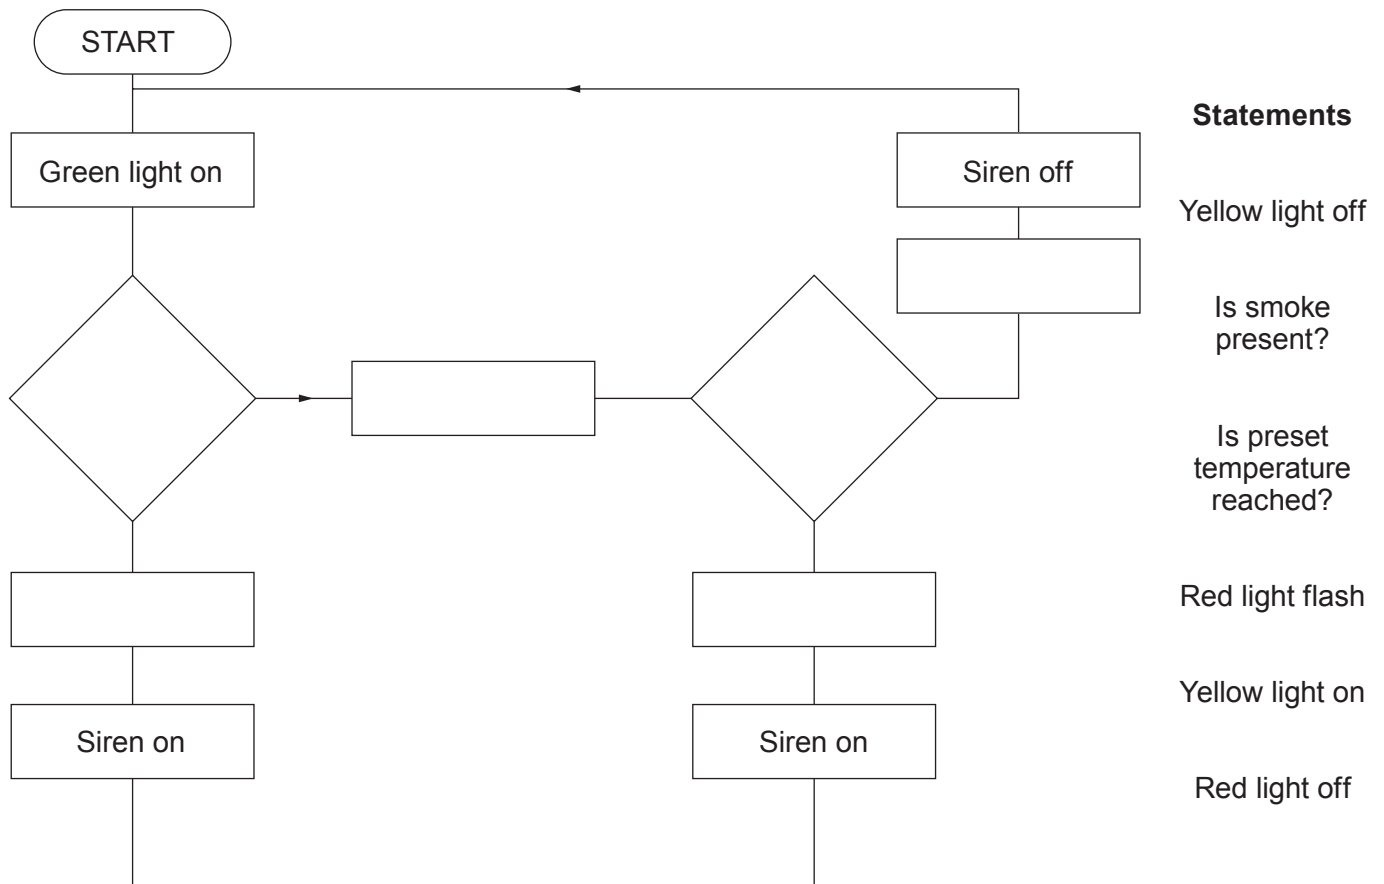 START
Green light on
Siren off
Siren on
Siren on
Statements
Yellow light off
Is smoke
present?
Is preset
temperature
reached?
Red light flash
Yellow light on
Red light off